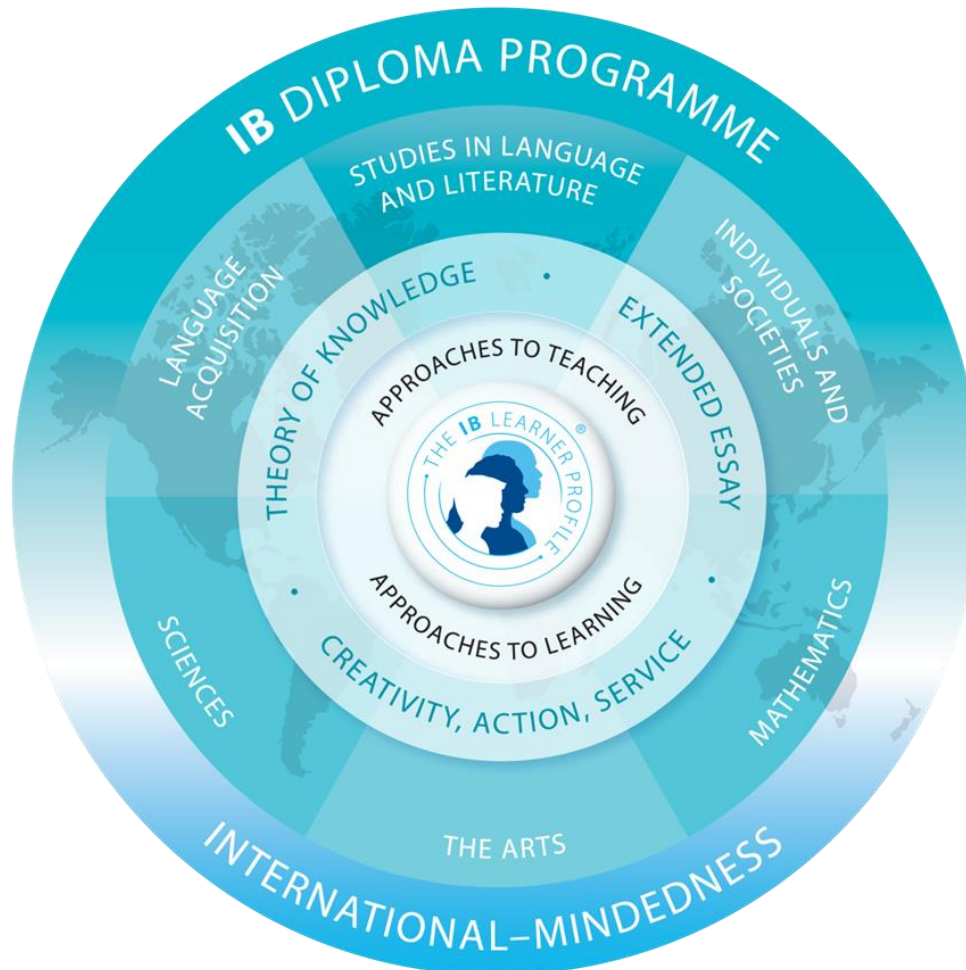 IB DIPLOMA PROGRAMME
STUDIES IN LANGUAGE
AND LITERATURE
LANGUAGE
ACQUISITION
INDIVIDUALS AND
SOCIETIES
THEORY OF KNOWLEDGE
•
EXTENDED ESSAY
•
APPROACHES TO TEACHING
THE IB LEARNER PROFILE ®
APPROACHES TO LEARNING
•
CREATIVITY, ACTION, SERVICE
SCIENCES
MATHEMATICS
THE ARTS
INTERNATIONAL–MINDEDNESS